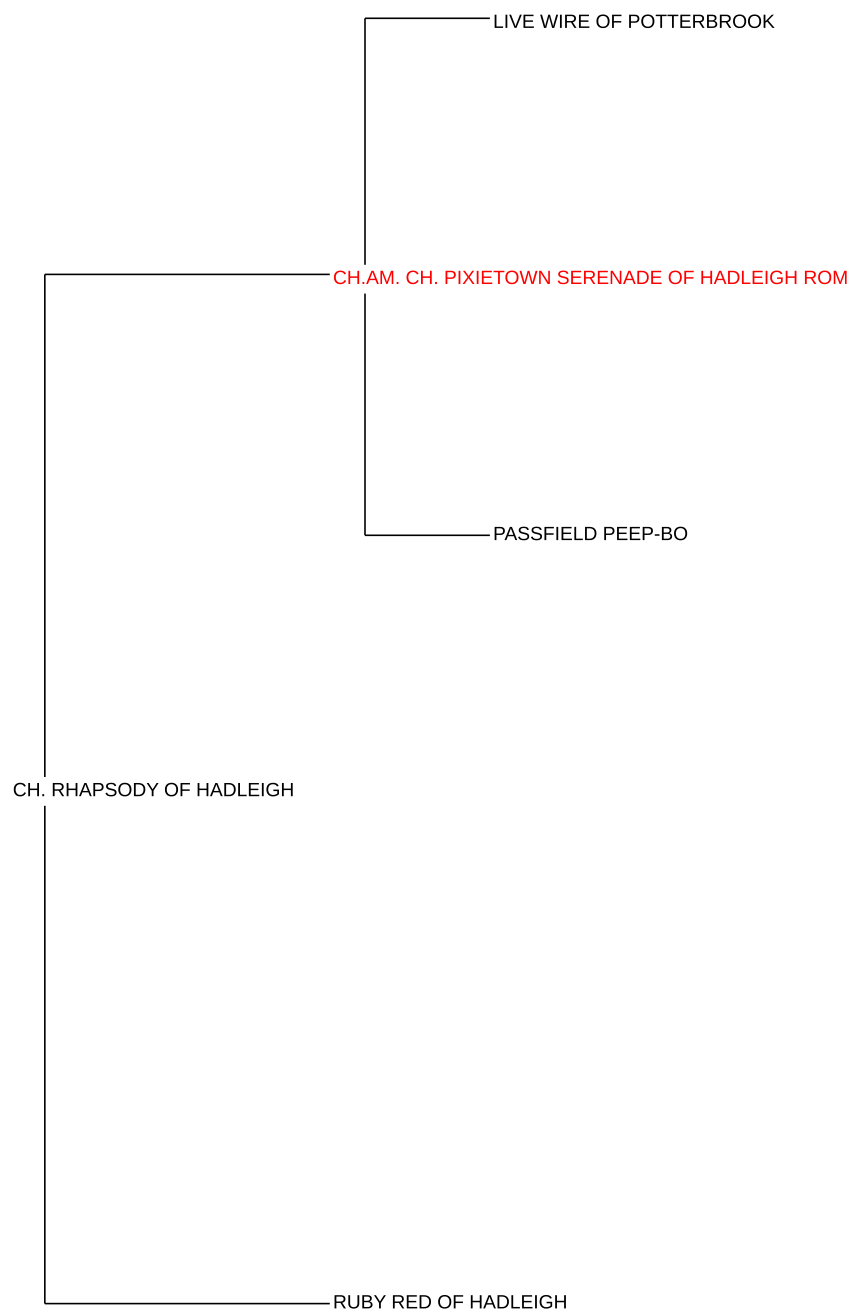 LIVE WIRE OF POTTERBROOK
CH.AM. CH. PIXIETOWN SERENADE OF HADLEIGH ROM
PASSFIELD PEEP-BO
CH. RHAPSODY OF HADLEIGH
RUBY RED OF HADLEIGH